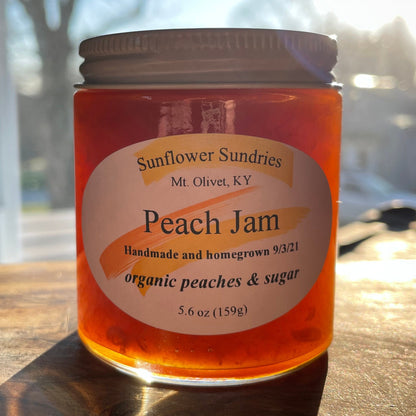 Sunflower Sundries
Mt. Olivet, KY
Peach Jam
Handmade and homegrown 9/3/21
organic peaches & sugar
5.6 oz (159g)